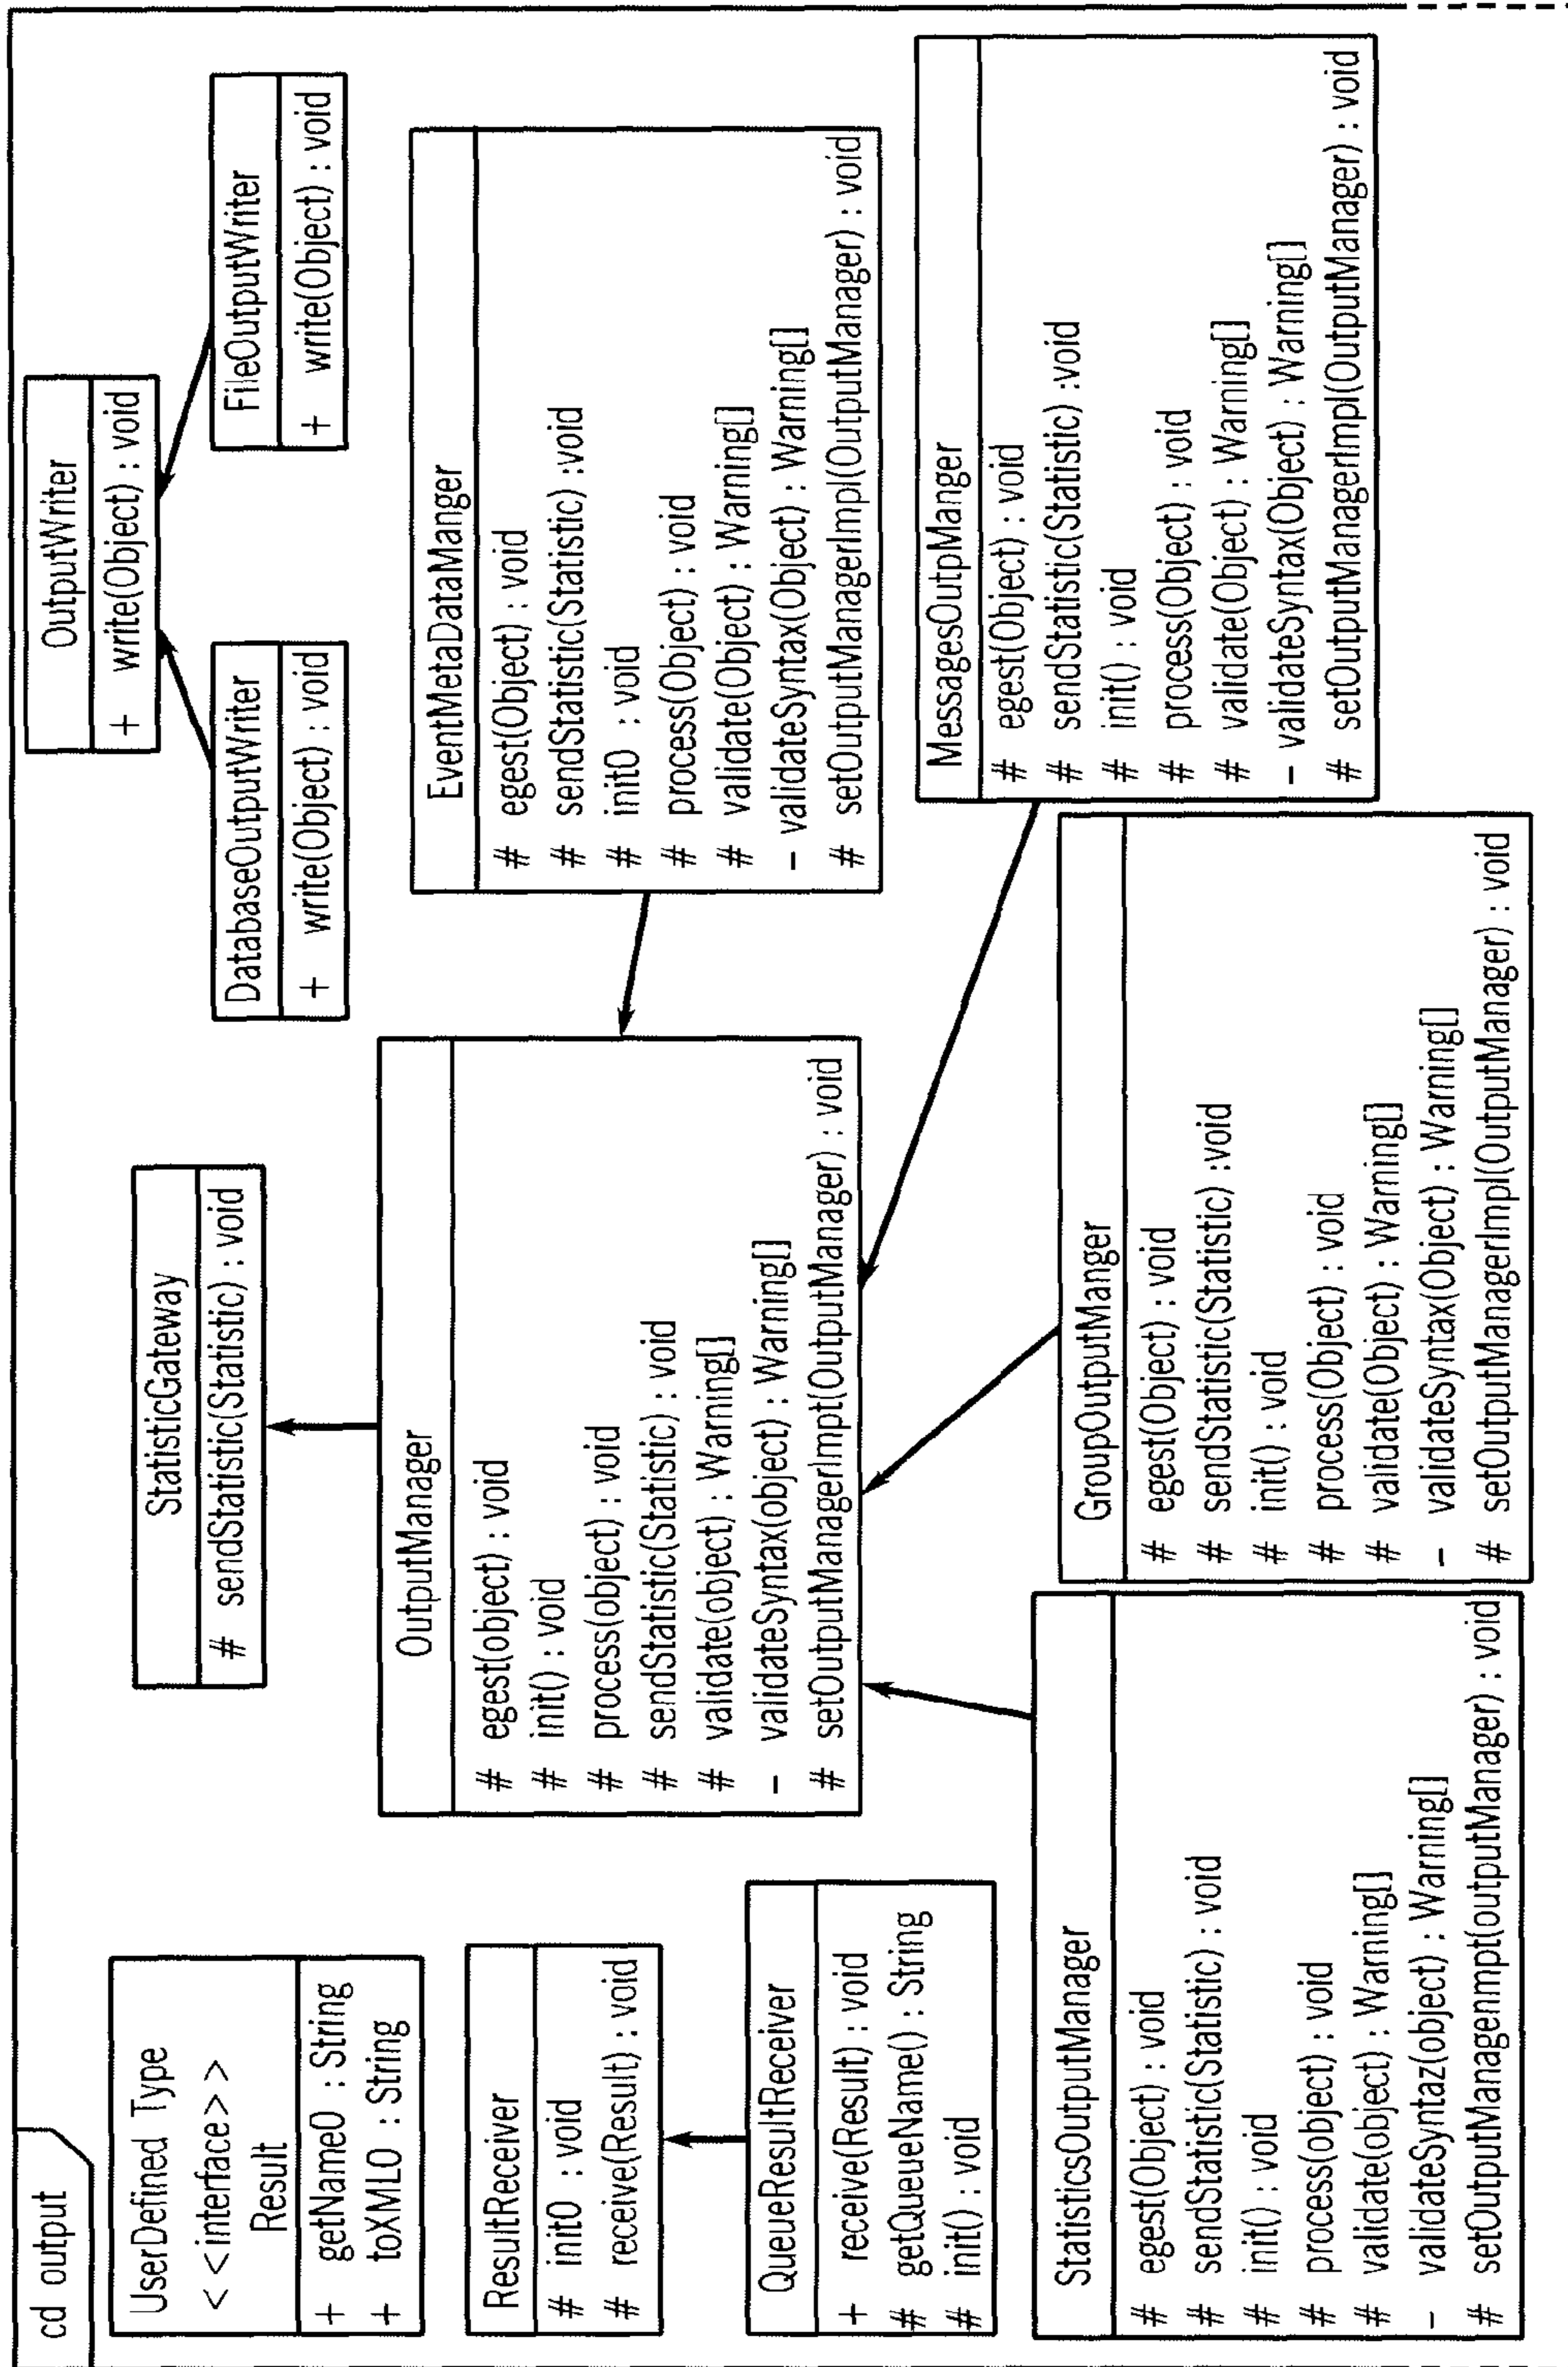 cd output
UserDefined Type
<<interface>>
Result
+ getName0 : String
+ toXML0 : String
ResultReceiver
# init0 : void
# receive(Result) : void
QueueResultReceiver
+ receive(Result) : void
# getQueueName() : String
# init() : void
StatisticGateway
# sendStatistic(Statistic) : void
OutputManager
# egest(object) : void
# init() : void
# process(object) : void
# sendStatistic(Statistic) : void
# validate(object) : Warning[]
- validateSyntax(object) : Warning[]
# setOutputManagerImpt(OutputManager) : void
OutputWriter
+ write(Object) : void
DatabaseOutputWriter
+ write(Object) : void
FileOutputWriter
+ write(Object) : void
EventMetaDataManger
# egest(Object) : void
# sendStatistic(Statistic) :void
# init0 : void
# process(Object) : void
# validate(Object) : Warning[]
- validateSyntax(Object) : Warning[]
# setOutputManagerImpl(OutputManager) : void
StatisticsOutputManager
# egest(Object) : void
# sendStatistic(Statistic) : void
# init() : void
# process(object) : void
# validate(object) : Warning[]
- validateSyntaz(object) : Warning[]
# setOutputManagenmpt(outputManager) : void
GroupOutputManger
# egest(Object) : void
# sendStatistic(Statistic) :void
# init() : void
# process(Object) : void
# validate(Object) : Warning[]
- validateSyntax(Object) : Warning[]
# setOutputManagerImpl(OutputManager) : void
MessagesOutpManger
# egest(Object) : void
# sendStatistic(Statistic) :void
# init() : void
# process(Object) : void
# validate(Object) : Warning[]
- validateSyntax(Object) : Warning[]
# setOutputManagerImpl(OutputManager) : void